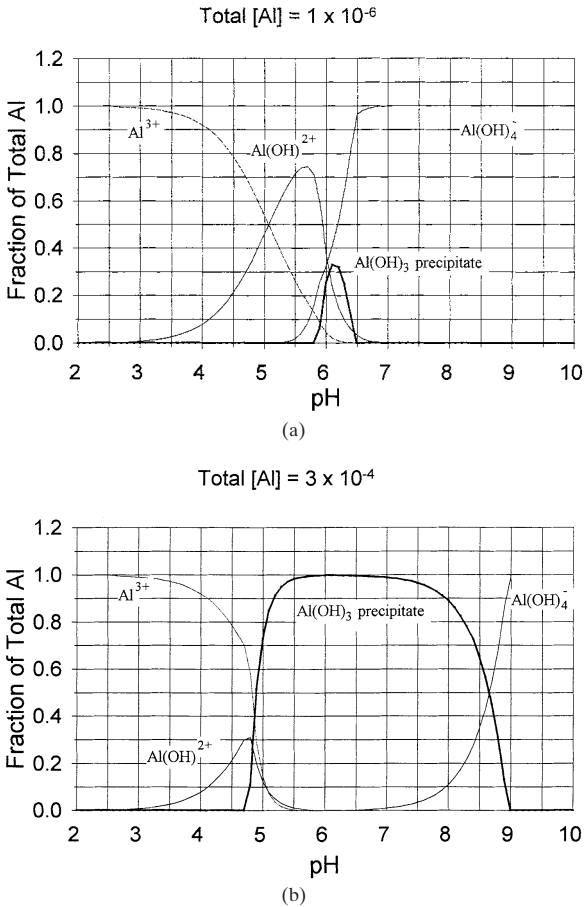 Total [Al] = 1 x 10⁻⁶
Fraction of Total Al
1.2
1.0
0.8
0.6
0.4
0.2
0.0
Al³⁺
Al(OH)²⁺
Al(OH)₄⁻
Al(OH)₃ precipitate
2 3 4 5 6 7 8 9 10
pH
(a)
Total [Al] = 3 x 10⁻⁴
Fraction of Total Al
1.2
1.0
0.8
0.6
0.4
0.2
0.0
Al³⁺
Al(OH)₃ precipitate
Al(OH)₄⁻
Al(OH)²⁺
2 3 4 5 6 7 8 9 10
pH
(b)